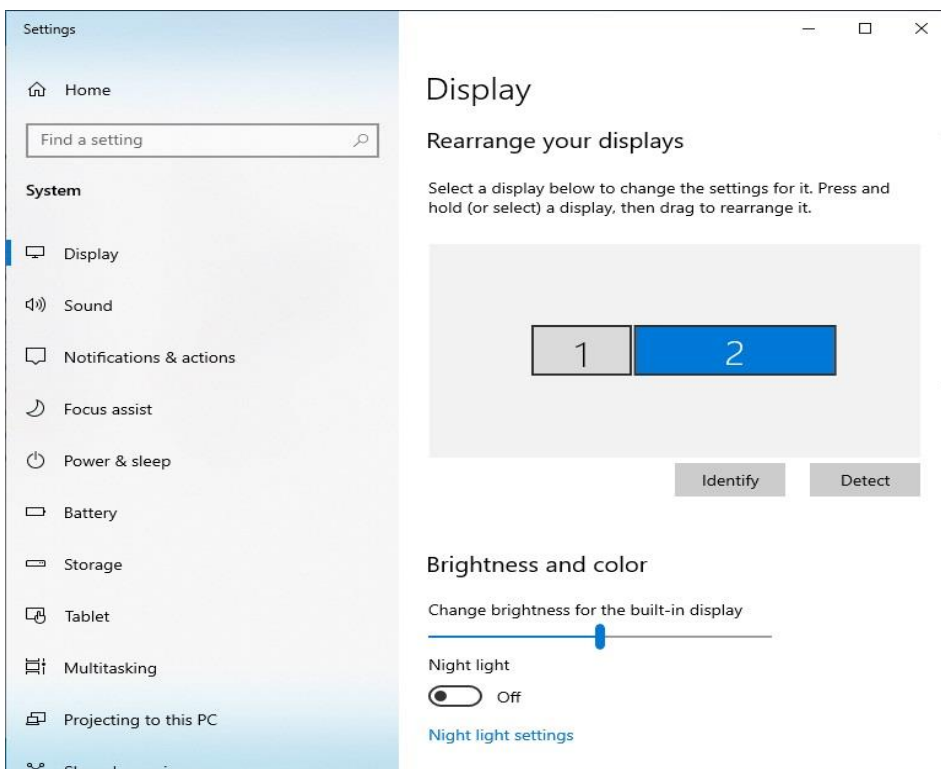 Settings
Home
Find a setting
System
Display
Sound
Notifications & actions
Focus assist
Power & sleep
Battery
Storage
Tablet
Multitasking
Projecting to this PC
Display
Rearrange your displays
Select a display below to change the settings for it. Press and
hold (or select) a display, then drag to rearrange it.
1 2
Identify Detect
Brightness and color
Change brightness for the built-in display
Night light
Off
Night light settings